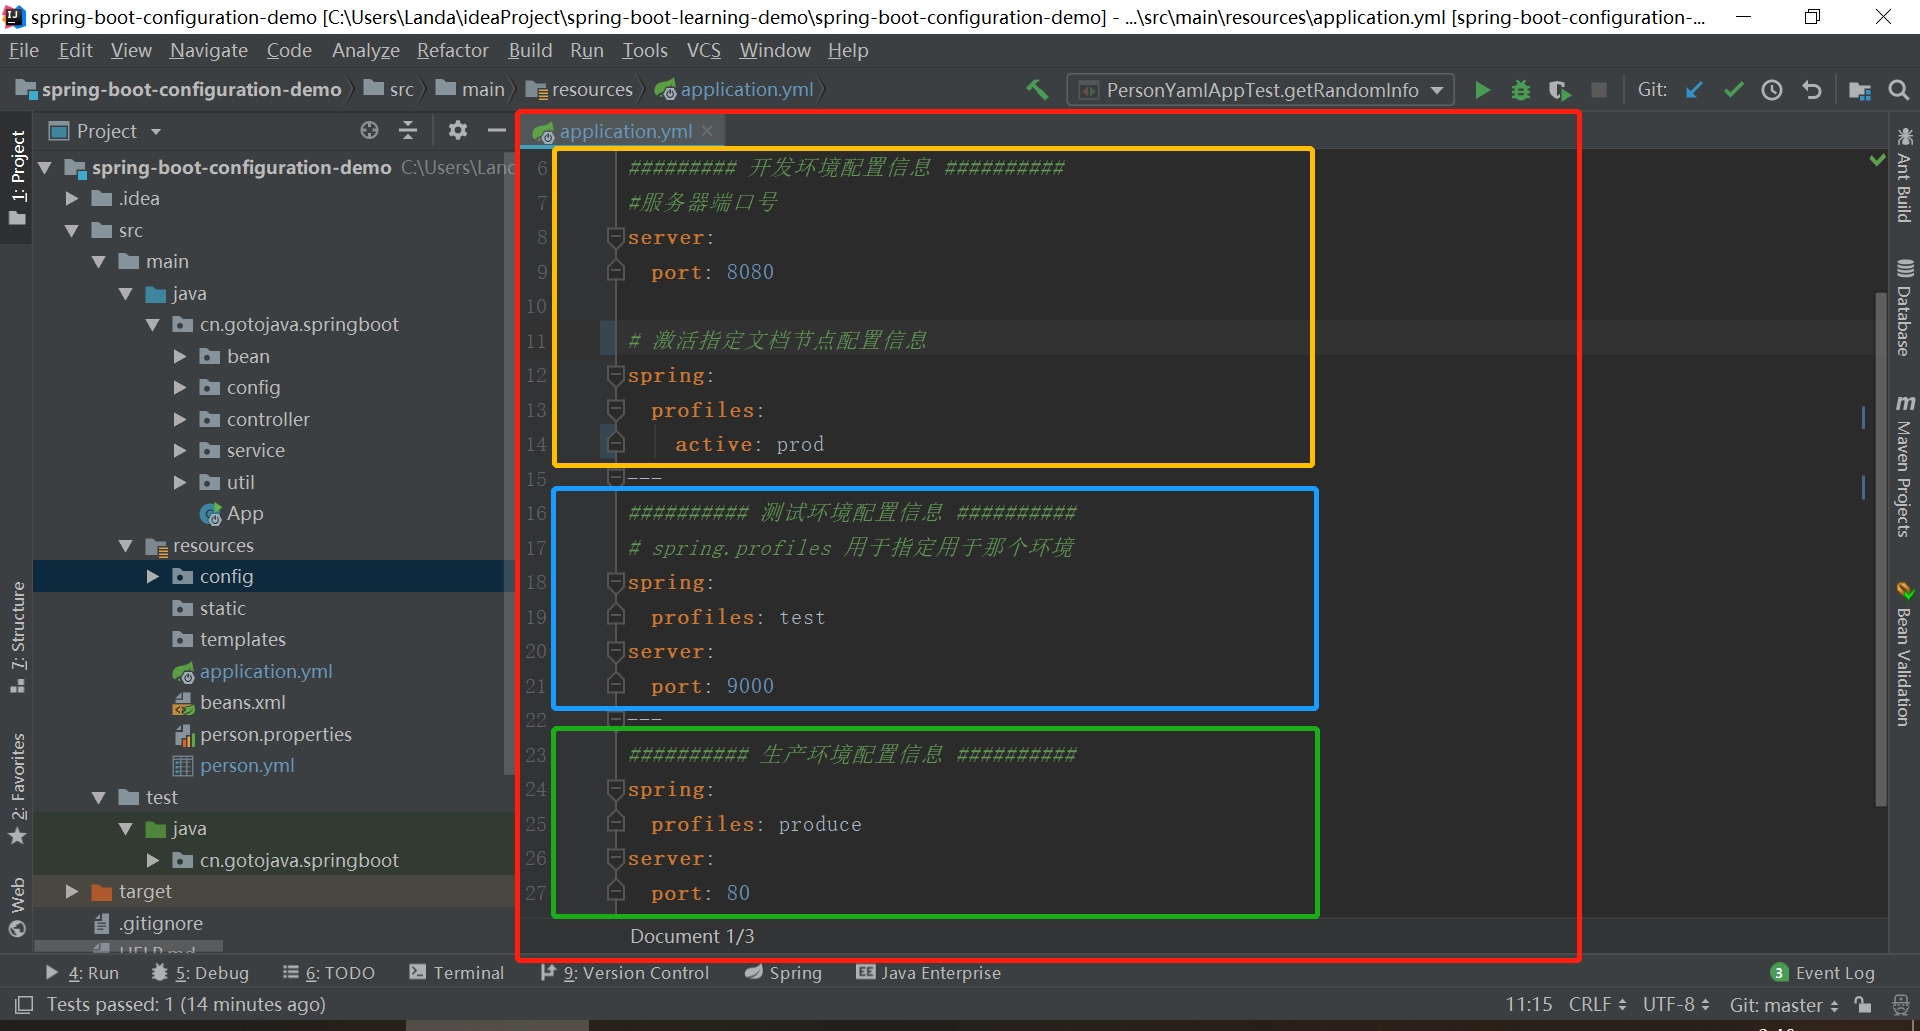 spring-boot-configuration-demo [C:\Users\Landa\ideaProject\spring-boot-learning-demo\spring-boot-configuration-demo] - ...\src\main\resources\application.yml [spring-boot-configuration-...
File Edit View Navigate Code Analyze Refactor Build Run Tools VCS Window Help
spring-boot-configuration-demo src main resources application.yml PersonYamlAppTest.getRandomInfo Git:
1: Project
7: Structure
2: Favorites
Web
Project
spring-boot-configuration-demo C:\Users\Land
.idea
src
main
java
cn.gotojava.springboot
bean
config
controller
service
util
App
resources
config
static
templates
application.yml
beans.xml
person.properties
person.yml
test
java
cn.gotojava.springboot
target
.gitignore
HELP.md
application.yml
6 ######### 开发环境配置信息 ##########
7 #服务器端口号
8 server:
9 port: 8080
10
11 # 激活指定文档节点配置信息
12 spring:
13 profiles:
14 active: prod
15 ---
16 ########## 测试环境配置信息 ##########
17 # spring.profiles 用于指定用于那个环境
18 spring:
19 profiles: test
20 server:
21 port: 9000
22 ---
23 ########## 生产环境配置信息 ##########
24 spring:
25 profiles: produce
26 server:
27 port: 80
Document 1/3
Ant Build
Database
m Maven Projects
Bean Validation
4: Run 5: Debug 6: TODO Terminal 9: Version Control Spring EE Java Enterprise 3 Event Log
Tests passed: 1 (14 minutes ago) 11:15 CRLF UTF-8 Git: master